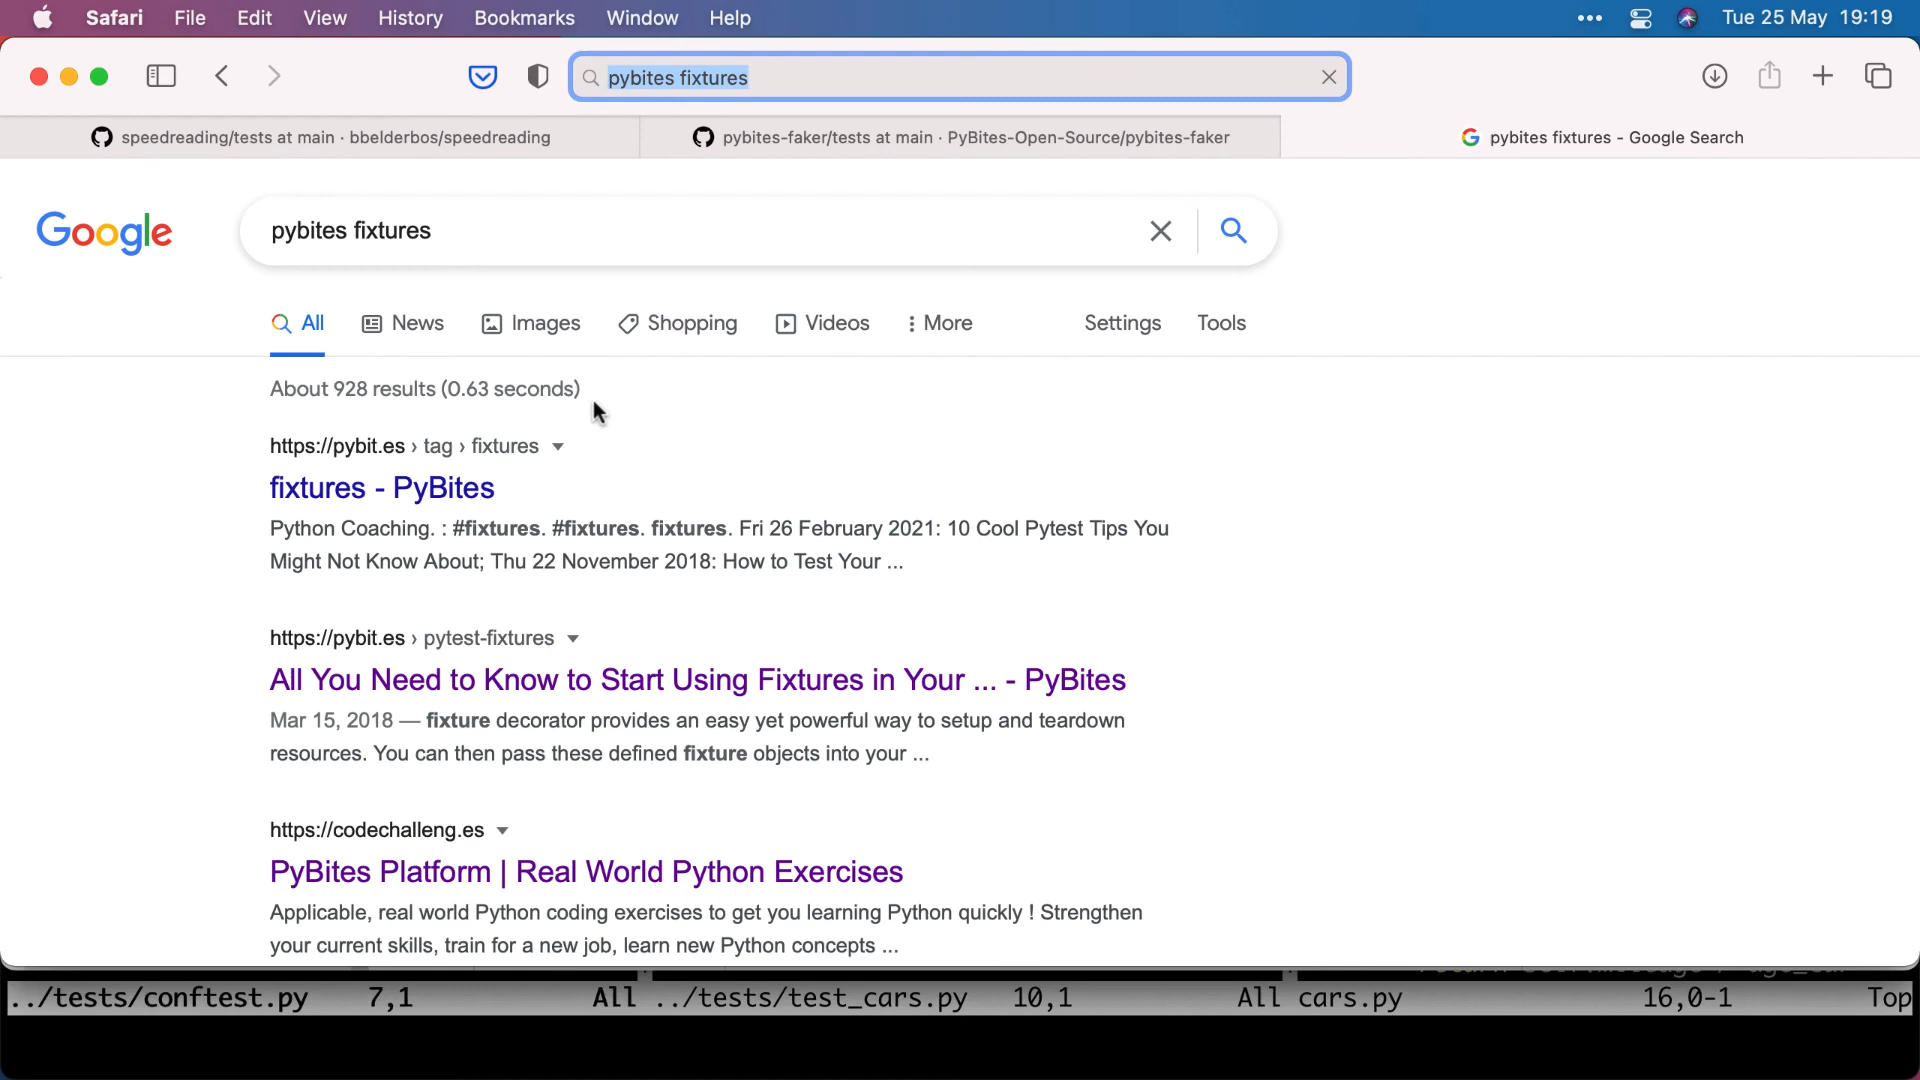 Safari File Edit View History Bookmarks Window Help ••• Tue 25 May 19:19
pybites fixtures
speedreading/tests at main · bbelderbos/speedreading
pybites-faker/tests at main · PyBites-Open-Source/pybites-faker
pybites fixtures - Google Search
Google
pybites fixtures
All News Images Shopping Videos More Settings Tools
About 928 results (0.63 seconds)
https://pybit.es › tag › fixtures
fixtures - PyBites
Python Coaching. : #fixtures. #fixtures. fixtures. Fri 26 February 2021: 10 Cool Pytest Tips You
Might Not Know About; Thu 22 November 2018: How to Test Your ...
https://pybit.es › pytest-fixtures
All You Need to Know to Start Using Fixtures in Your ... - PyBites
Mar 15, 2018 — fixture decorator provides an easy yet powerful way to setup and teardown
resources. You can then pass these defined fixture objects into your ...
https://codechalleng.es
PyBites Platform | Real World Python Exercises
Applicable, real world Python coding exercises to get you learning Python quickly ! Strengthen
your current skills, train for a new job, learn new Python concepts ...
../tests/conftest.py 7,1 All ../tests/test_cars.py 10,1 All cars.py 16,0-1 Top